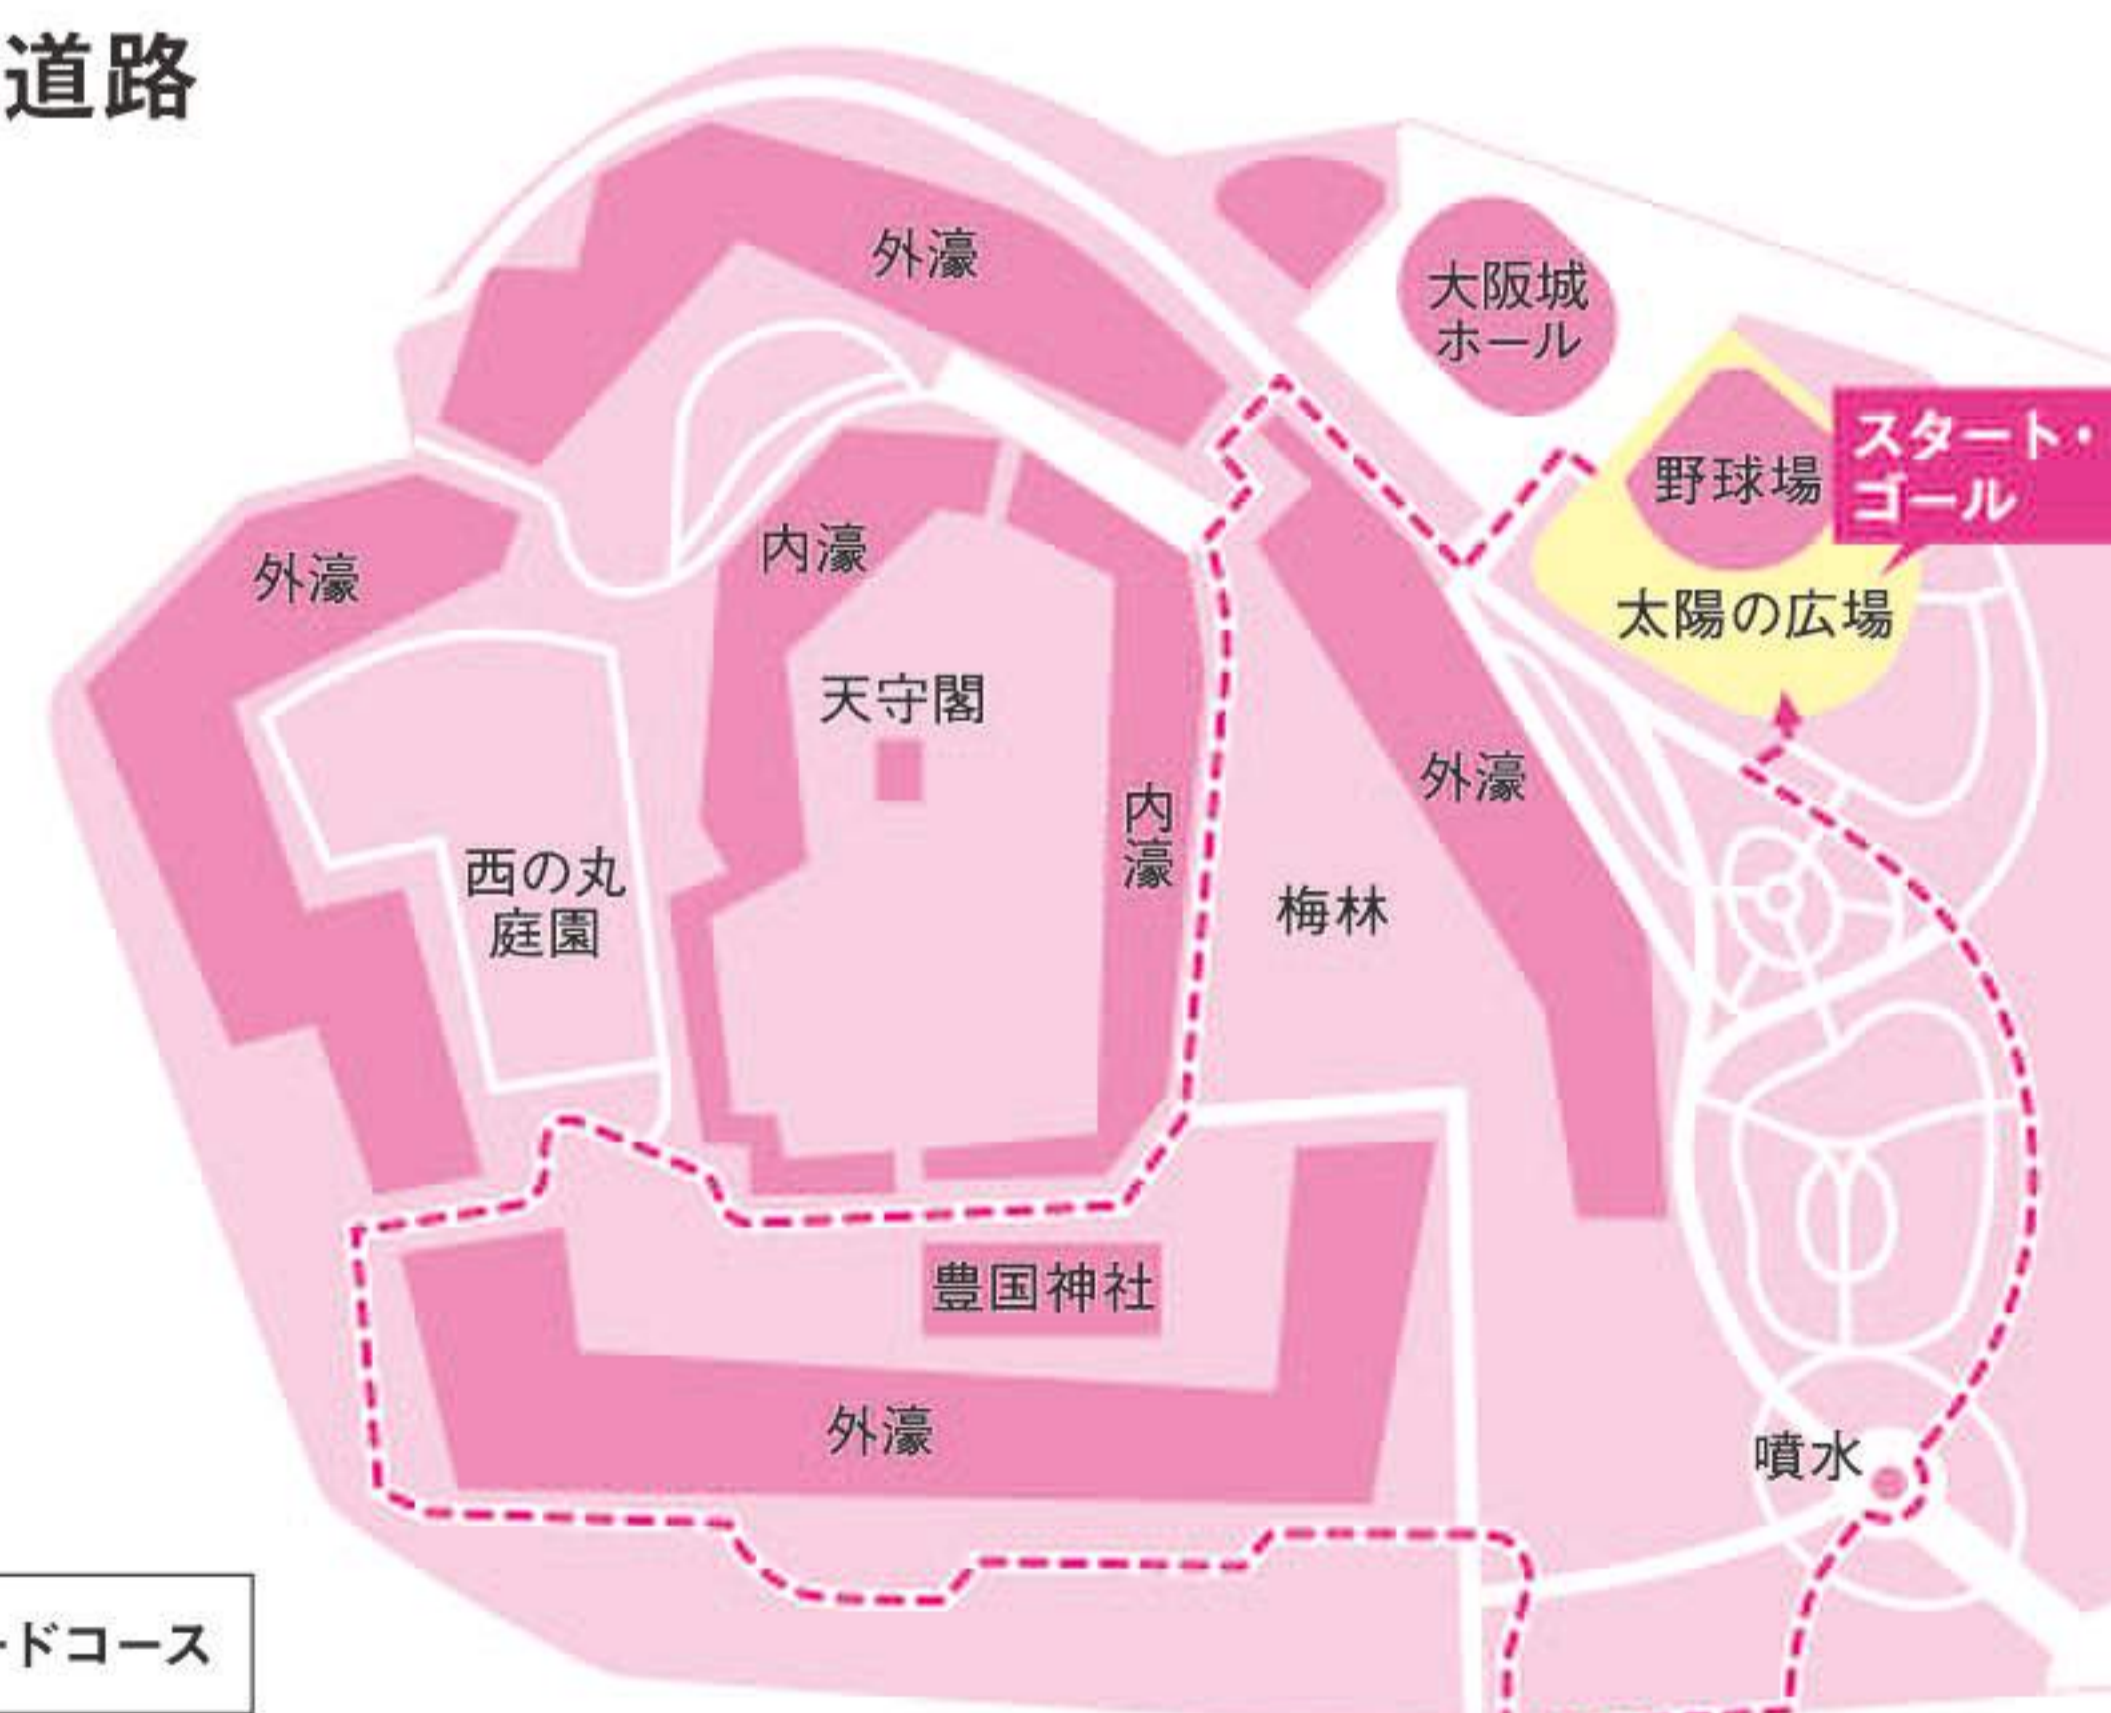 道路
外濠
大阪城
ホール
スタート・
ゴール
野球場
内濠
外濠
太陽の広場
天守閣
外濠
内
濠
西の丸
庭園
梅林
豊国神社
外濠
噴水
ードコース